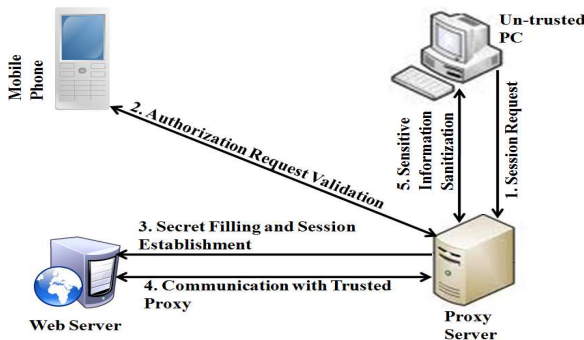 Mobile
Phone
Un-trusted
PC
2. Authorization Request Validation
5. Sensitive
Information
Sanitization
1. Session Request
3. Secret Filling and Session
Establishment
4. Communication with Trusted
Proxy
Web Server
Proxy
Server